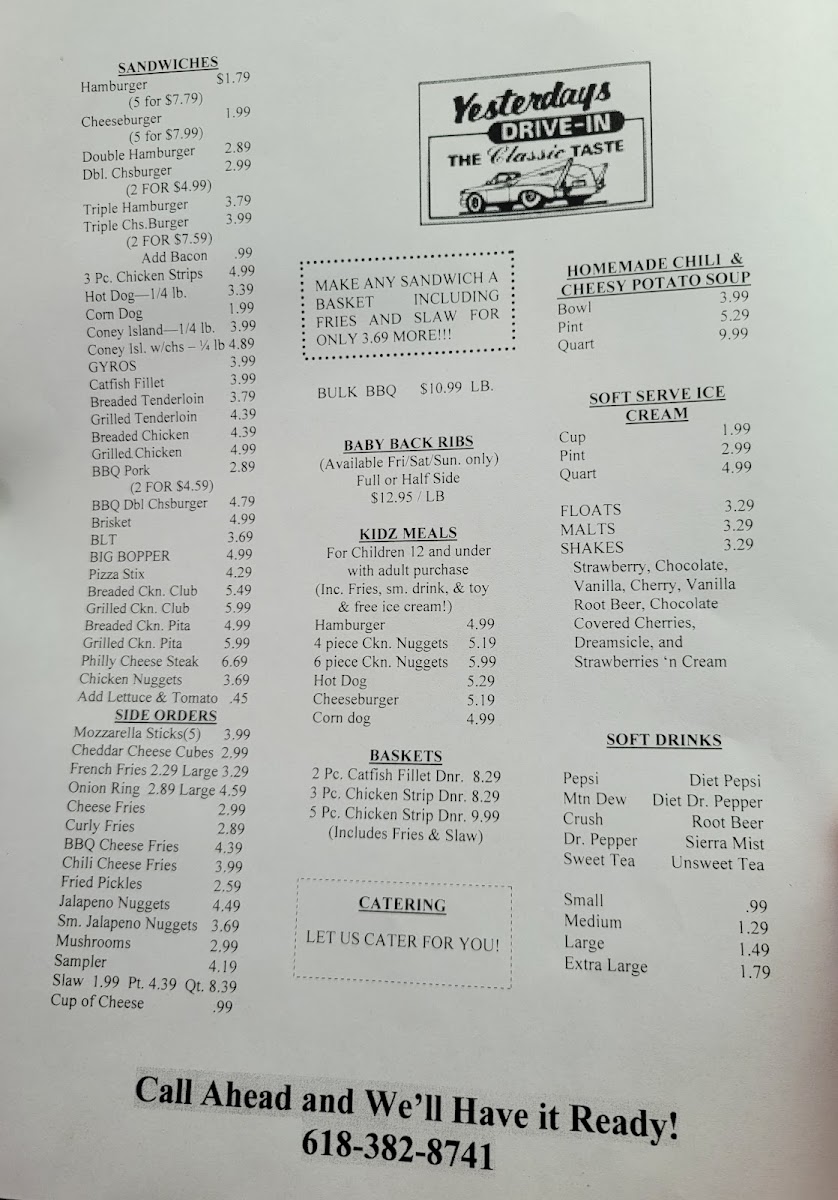 SANDWICHES
Hamburger $1.79
(5 for $7.79)
Cheeseburger 1.99
(5 for $7.99)
Double Hamburger 2.89
Dbl. Chsburger 2.99
(2 FOR $4.99)
Triple Hamburger 3.79
Triple Chs.Burger 3.99
(2 FOR $7.59)
Add Bacon .99
3 Pc. Chicken Strips 4.99
Hot Dog—1/4 lb. 3.39
Corn Dog 1.99
Coney Island—1/4 lb. 3.99
Coney Isl. w/chs – ¼ lb 4.89
GYROS 3.99
Catfish Fillet 3.99
Breaded Tenderloin 3.79
Grilled Tenderloin 4.39
Breaded Chicken 4.39
Grilled Chicken 4.99
BBQ Pork 2.89
(2 FOR $4.59)
BBQ Dbl Chsburger 4.79
Brisket 4.99
BLT 3.69
BIG BOPPER 4.99
Pizza Stix 4.29
Breaded Ckn. Club 5.49
Grilled Ckn. Club 5.99
Breaded Ckn. Pita 4.99
Grilled Ckn. Pita 5.99
Philly Cheese Steak 6.69
Chicken Nuggets 3.69
Add Lettuce & Tomato .45
SIDE ORDERS
Mozzarella Sticks(5) 3.99
Cheddar Cheese Cubes 2.99
French Fries 2.29 Large 3.29
Onion Ring 2.89 Large 4.59
Cheese Fries 2.99
Curly Fries 2.89
BBQ Cheese Fries 4.39
Chili Cheese Fries 3.99
Fried Pickles 2.59
Jalapeno Nuggets 4.49
Sm. Jalapeno Nuggets 3.69
Mushrooms 2.99
Sampler 4.19
Slaw 1.99 Pt. 4.39 Qt. 8.39
Cup of Cheese .99
Yesterdays
DRIVE-IN
THE Classic TASTE
MAKE ANY SANDWICH A
BASKET INCLUDING
FRIES AND SLAW FOR
ONLY 3.69 MORE!!!
BULK BBQ $10.99 LB.
BABY BACK RIBS
(Available Fri/Sat/Sun. only)
Full or Half Side
$12.95 / LB
KIDZ MEALS
For Children 12 and under
with adult purchase
(Inc. Fries, sm. drink, & toy
& free ice cream!)
Hamburger 4.99
4 piece Ckn. Nuggets 5.19
6 piece Ckn. Nuggets 5.99
Hot Dog 5.29
Cheeseburger 5.19
Corn dog 4.99
BASKETS
2 Pc. Catfish Fillet Dnr. 8.29
3 Pc. Chicken Strip Dnr. 8.29
5 Pc. Chicken Strip Dnr. 9.99
(Includes Fries & Slaw)
CATERING
LET US CATER FOR YOU!
HOMEMADE CHILI &
CHEESY POTATO SOUP
Bowl 3.99
Pint 5.29
Quart 9.99
SOFT SERVE ICE
CREAM
Cup 1.99
Pint 2.99
Quart 4.99
FLOATS 3.29
MALTS 3.29
SHAKES 3.29
Strawberry, Chocolate,
Vanilla, Cherry, Vanilla
Root Beer, Chocolate
Covered Cherries,
Dreamsicle, and
Strawberries ‘n Cream
SOFT DRINKS
Pepsi Diet Pepsi
Mtn Dew Diet Dr. Pepper
Crush Root Beer
Dr. Pepper Sierra Mist
Sweet Tea Unsweet Tea
Small .99
Medium 1.29
Large 1.49
Extra Large 1.79
Call Ahead and We’ll Have it Ready!
618-382-8741